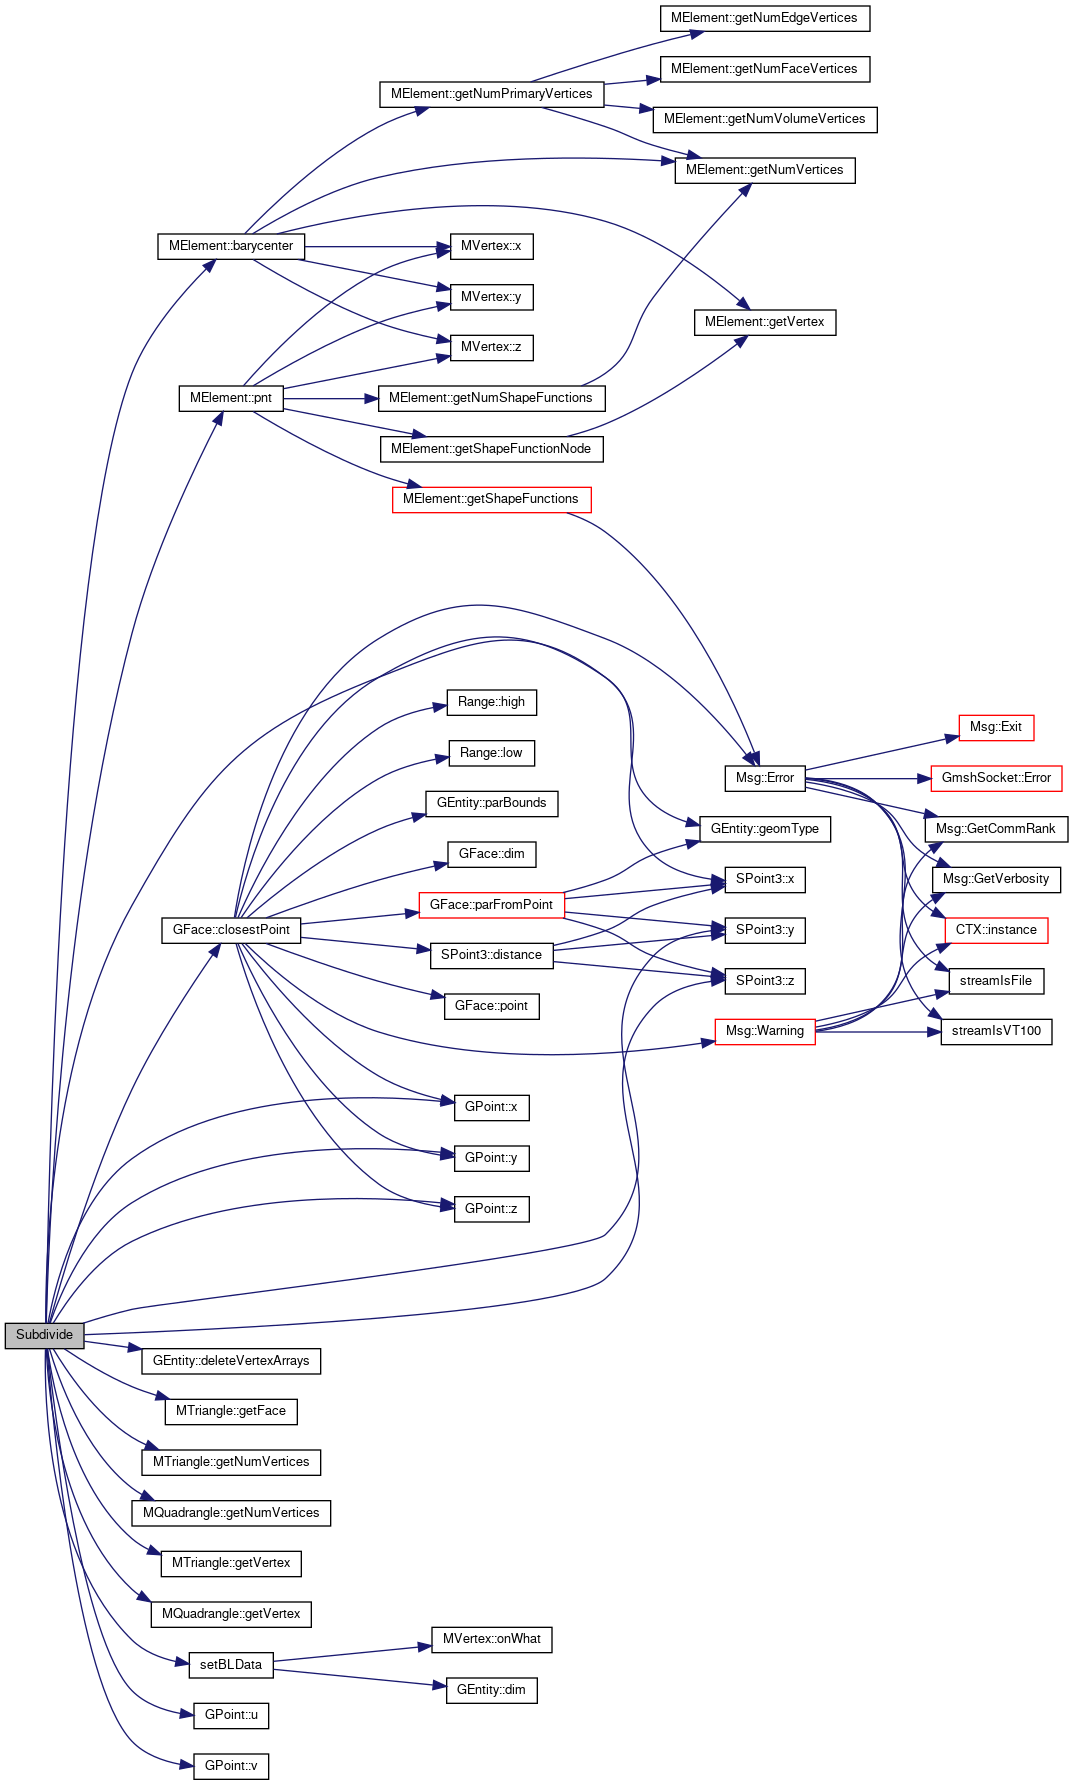 MElement::getNumEdgeVertices
MElement::getNumFaceVertices
MElement::getNumPrimaryVertices
MElement::getNumVolumeVertices
MElement::getNumVertices
MElement::barycenter
MVertex::x
MVertex::y
MElement::getVertex
MVertex::z
MElement::pnt
MElement::getNumShapeFunctions
MElement::getShapeFunctionNode
MElement::getShapeFunctions
Range::high
Msg::Exit
Range::low
Msg::Error
GmshSocket::Error
GEntity::parBounds
GEntity::geomType
Msg::GetCommRank
GFace::dim
SPoint3::x
Msg::GetVerbosity
GFace::parFromPoint
GFace::closestPoint
SPoint3::y
CTX::instance
SPoint3::distance
SPoint3::z
streamIsFile
GFace::point
Msg::Warning
streamIsVT100
GPoint::x
GPoint::y
GPoint::z
Subdivide
GEntity::deleteVertexArrays
MTriangle::getFace
MTriangle::getNumVertices
MQuadrangle::getNumVertices
MTriangle::getVertex
MQuadrangle::getVertex
MVertex::onWhat
setBLData
GEntity::dim
GPoint::u
GPoint::v